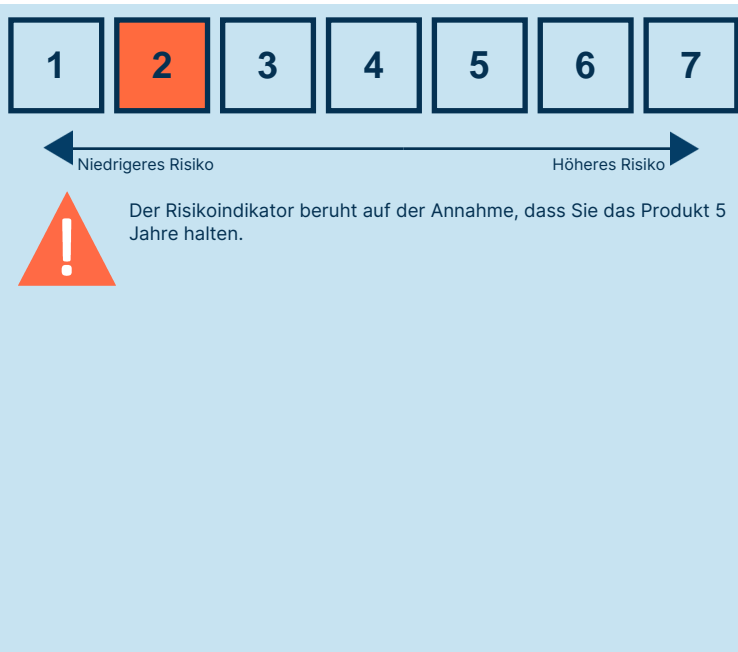 1 2 3 4 5 6 7
Niedrigeres Risiko Höheres Risiko
Der Risikoindikator beruht auf der Annahme, dass Sie das Produkt 5
Jahre halten.